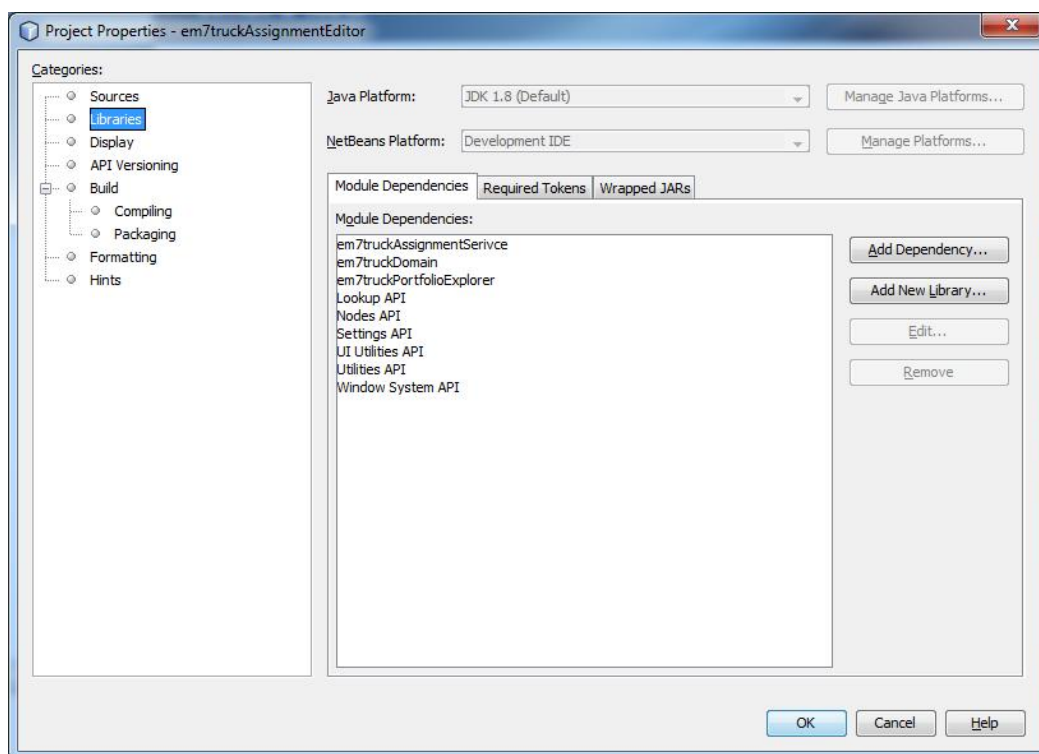 Project Properties - em7truckAssignmentEditor
Categories:
Sources
Libraries
Display
API Versioning
Build
Compiling
Packaging
Formatting
Hints
Java Platform: JDK 1.8 (Default) Manage Java Platforms...
NetBeans Platform: Development IDE Manage Platforms...
Module Dependencies Required Tokens Wrapped JARs
Module Dependencies:
em7truckAssignmentSerivce
em7truckDomain
em7truckPortfolioExplorer
Lookup API
Nodes API
Settings API
UI Utilities API
Utilities API
Window System API
Add Dependency...
Add New Library...
Edit...
Remove
OK Cancel Help